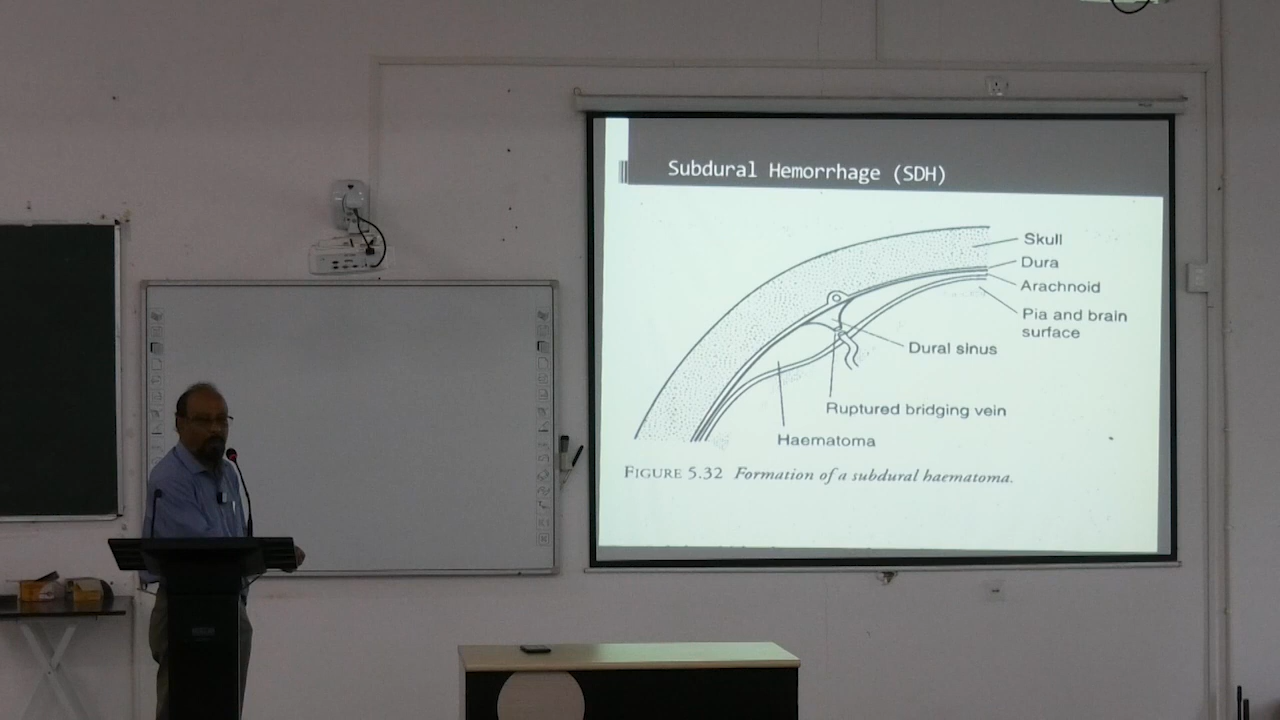 Subdural Hemorrhage (SDH)
Skull
Dura
Arachnoid
Pia and brain
surface
Dural sinus
Ruptured bridging vein
Haematoma
FIGURE 5.32 Formation of a subdural haematoma.